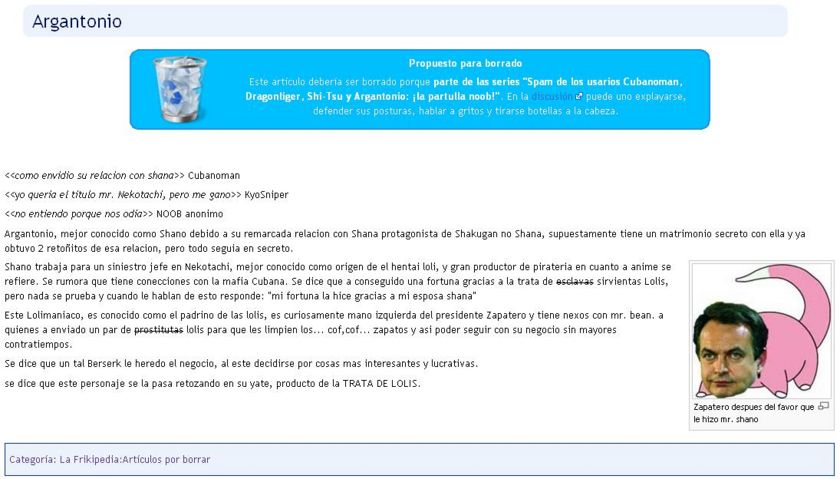 Argantonio
Propuesto para borrado
Este artículo debería ser borrado porque parte de las series "Spam de los usarios Cubanoman,
Dragonliger, Shi-Tsu y Argantonio: ¡la partulla noob!". En la discusión puede uno explayarse,
defender sus posturas, hablar a gritos y tirarse botellas a la cabeza.
<<como envidio su relacion con shana>> Cubanoman
<<yo queria el titulo mr. Nekotachi, pero me gano>> KyoSniper
<<no entiendo porque nos odia>> NOOB anonimo
Argantonio, mejor conocido como Shano debido a su remarcada relacion con Shana protagonista de Shakugan no Shana, supuestamente tiene un matrimonio secreto con ella y ya
obtuvo 2 retoñitos de esa relacion, pero todo seguia en secreto.
Shano trabaja para un siniestro jefe en Nekotachi, mejor conocido como origen de el hentai loli, y gran productor de pirateria en cuanto a anime se
refiere. Se rumora que tiene conecciones con la mafia Cubana. Se dice que a conseguido una fortuna gracias a la trata de esclavas sirvientas Lolis,
pero nada se prueba y cuando le hablan de esto responde: "mi fortuna la hice gracias a mi esposa shana"
Este Lolimaniaco, es conocido como el padrino de las lolis, es curiosamente mano izquierda del presidente Zapatero y tiene nexos con mr. bean. a
quienes a enviado un par de prostitutas lolis para que les limpien los... cof,cof... zapatos y asi poder seguir con su negocio sin mayores
contratiempos.
Se dice que un tal Berserk le heredo el negocio, al este decidirse por cosas mas interesantes y lucrativas.
se dice que este personaje se la pasa retozando en su yate, producto de la TRATA DE LOLIS.
Zapatero despues del favor que
le hizo mr. shano
Categoría: La Frikipedia:Artículos por borrar